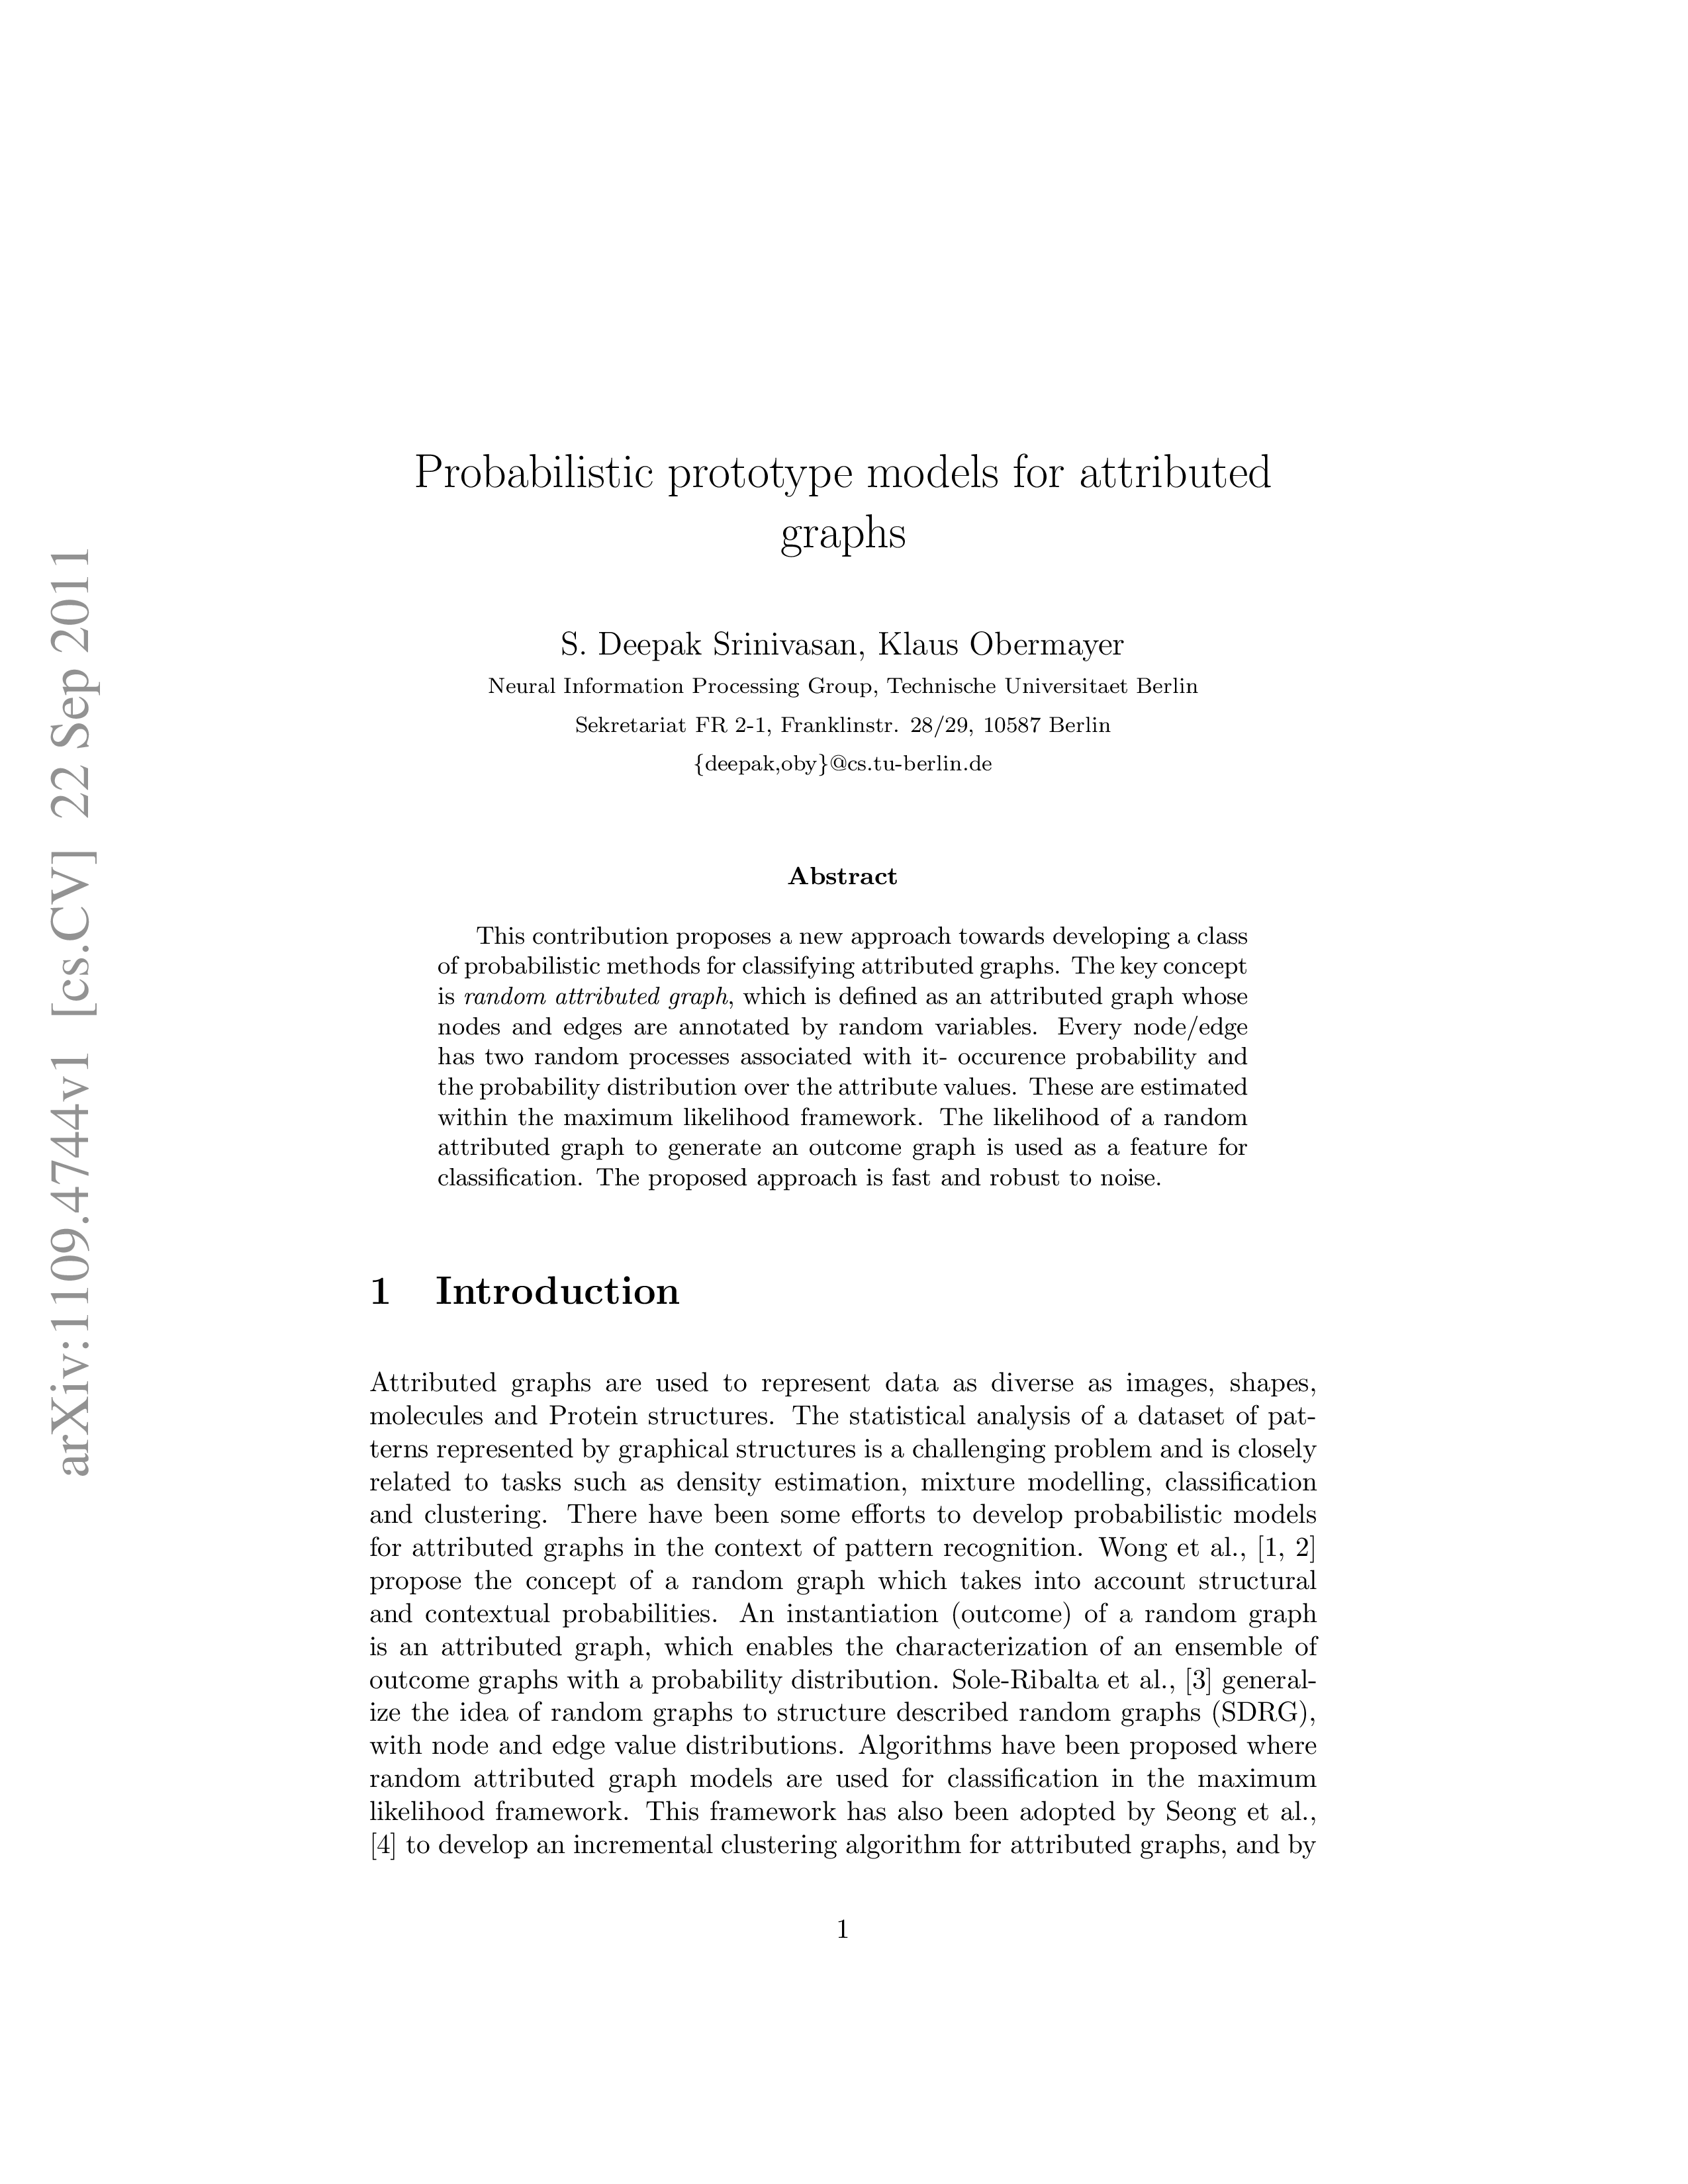 Probabilistic prototype models for attributed
graphs
S. Deepak Srinivasan, Klaus Obermayer
Neural Information Processing Group, Technische Universitaet Berlin
Sekretariat FR 2-1, Franklinstr. 28/29, 10587 Berlin
{deepak,oby}@cs.tu-berlin.de
Abstract
This contribution proposes a new approach towards developing a class
of probabilistic methods for classifying attributed graphs. The key concept
is random attributed graph, which is defined as an attributed graph whose
nodes and edges are annotated by random variables. Every node/edge
has two random processes associated with it- occurence probability and
the probability distribution over the attribute values. These are estimated
within the maximum likelihood framework. The likelihood of a random
attributed graph to generate an outcome graph is used as a feature for
classification. The proposed approach is fast and robust to noise.
1 Introduction
Attributed graphs are used to represent data as diverse as images, shapes,
molecules and Protein structures. The statistical analysis of a dataset of pat-
terns represented by graphical structures is a challenging problem and is closely
related to tasks such as density estimation, mixture modelling, classification
and clustering. There have been some efforts to develop probabilistic models
for attributed graphs in the context of pattern recognition. Wong et al., [1, 2]
propose the concept of a random graph which takes into account structural
and contextual probabilities. An instantiation (outcome) of a random graph
is an attributed graph, which enables the characterization of an ensemble of
outcome graphs with a probability distribution. Sole-Ribalta et al., [3] general-
ize the idea of random graphs to structure described random graphs (SDRG),
with node and edge value distributions. Algorithms have been proposed where
random attributed graph models are used for classification in the maximum
likelihood framework. This framework has also been adopted by Seong et al.,
[4] to develop an incremental clustering algorithm for attributed graphs, and by
1
arXiv:1109.4744v1 [cs.CV] 22 Sep 2011